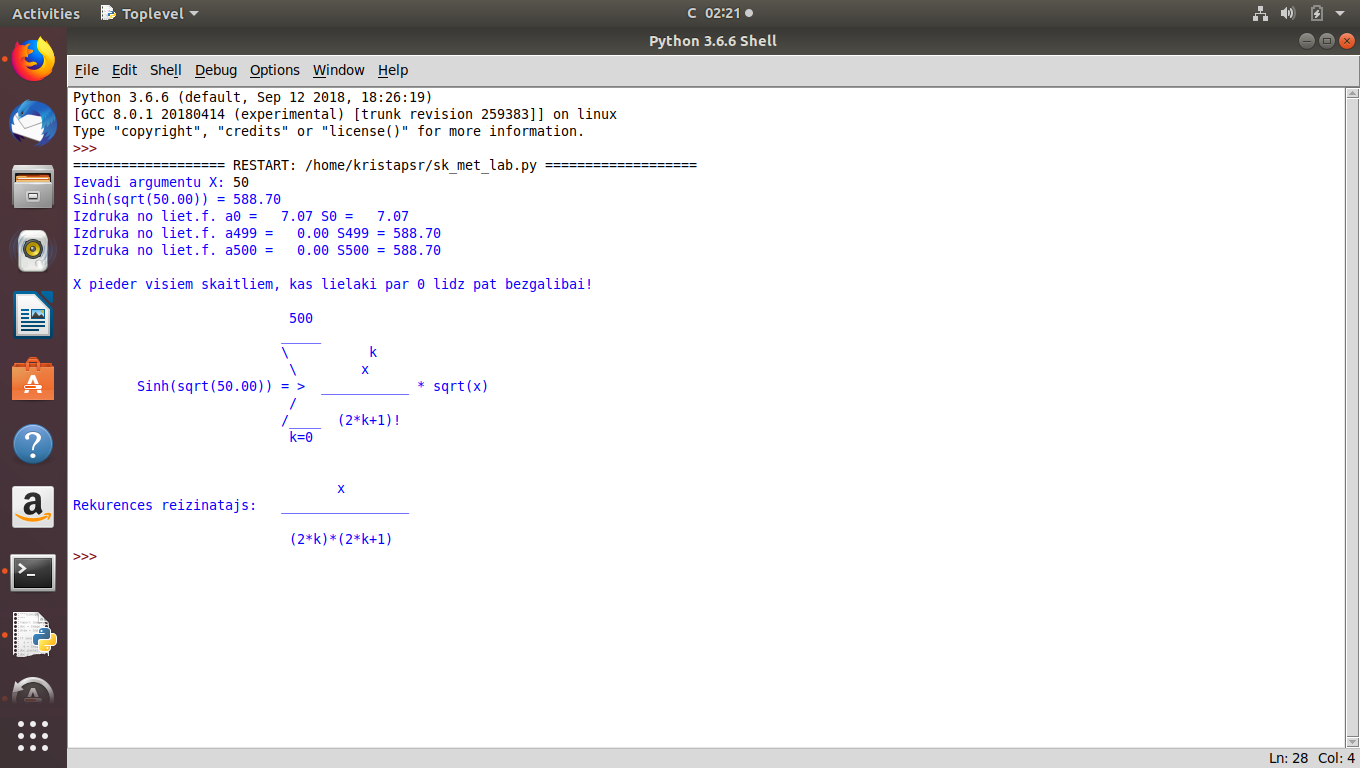 Activities Toplevel C 02:21
Python 3.6.6 Shell
File Edit Shell Debug Options Window Help
Python 3.6.6 (default, Sep 12 2018, 18:26:19)
[GCC 8.0.1 20180414 (experimental) [trunk revision 259383]] on linux
Type "copyright", "credits" or "license()" for more information.
>>>
=================== RESTART: /home/kristapsr/sk_met_lab.py ===================
Ievadi argumentu X: 50
Sinh(sqrt(50.00)) = 588.70
Izdruka no liet.f. a0 =   7.07 S0 =   7.07
Izdruka no liet.f. a499 =   0.00 S499 = 588.70
Izdruka no liet.f. a500 =   0.00 S500 = 588.70
X pieder visiem skaitliem, kas lielaki par 0 lidz pat bezgalibai!
                           500
                          _____
                          \          k
                           \        x
        Sinh(sqrt(50.00)) = >  ___________ * sqrt(x)
                           /
                          /____  (2*k+1)!
                           k=0
                                 x
Rekurences reizinatajs:   ________________
                           (2*k)*(2*k+1)
>>>
Ln: 28 Col: 4